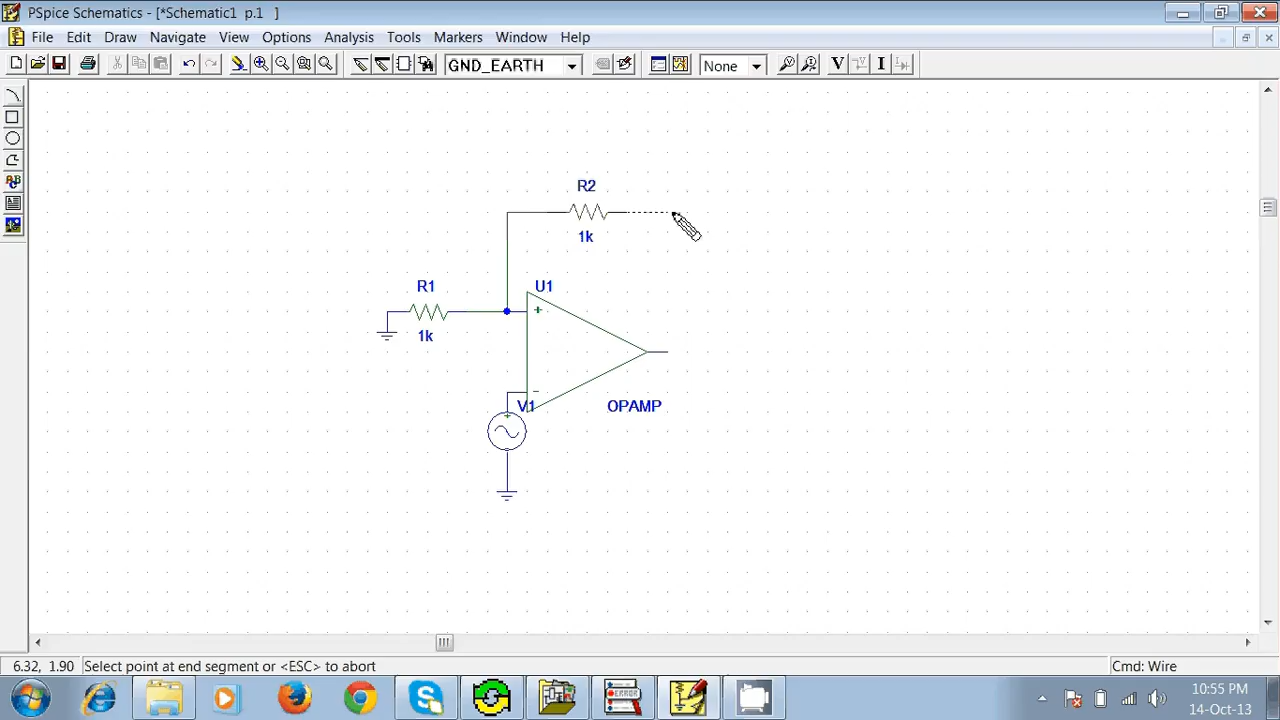 PSpice Schematics - [*Schematic1 p.1 ]
File Edit Draw Navigate View Options Analysis Tools Markers Window Help
GND_EARTH None V I
R2
1k
R1
U1
1k
+
-
V1
+
OPAMP
-
6.32, 1.90 Select point at end segment or <ESC> to abort Cmd: Wire
ERROR
10:55 PM
14-Oct-13